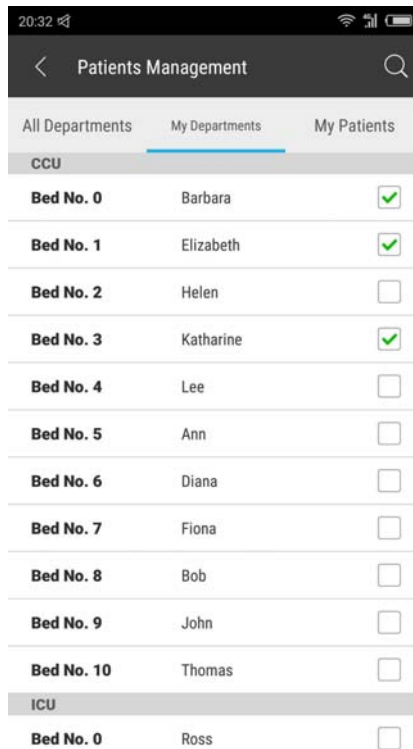 20:32
Patients Management
All Departments My Departments My Patients
CCU
Bed No. 0 Barbara
Bed No. 1 Elizabeth
Bed No. 2 Helen
Bed No. 3 Katharine
Bed No. 4 Lee
Bed No. 5 Ann
Bed No. 6 Diana
Bed No. 7 Fiona
Bed No. 8 Bob
Bed No. 9 John
Bed No. 10 Thomas
ICU
Bed No. 0 Ross